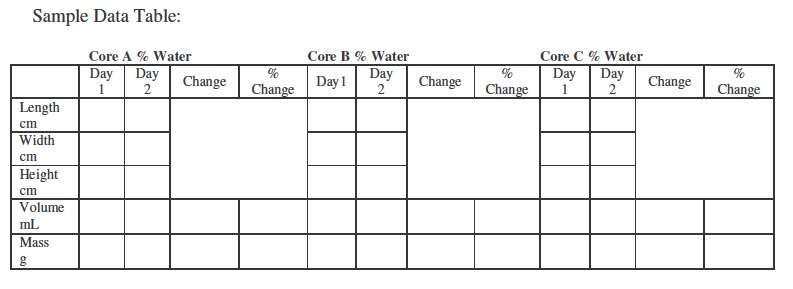 Sample Data Table:
Core A % Water Core B % Water Core C % Water
Day 1 Day 2 Change % Change Day1 Day 2 Change % Change Day 1 Day 2 Change % Change
Length cm
Width cm
Height cm
Volume mL
Mass g